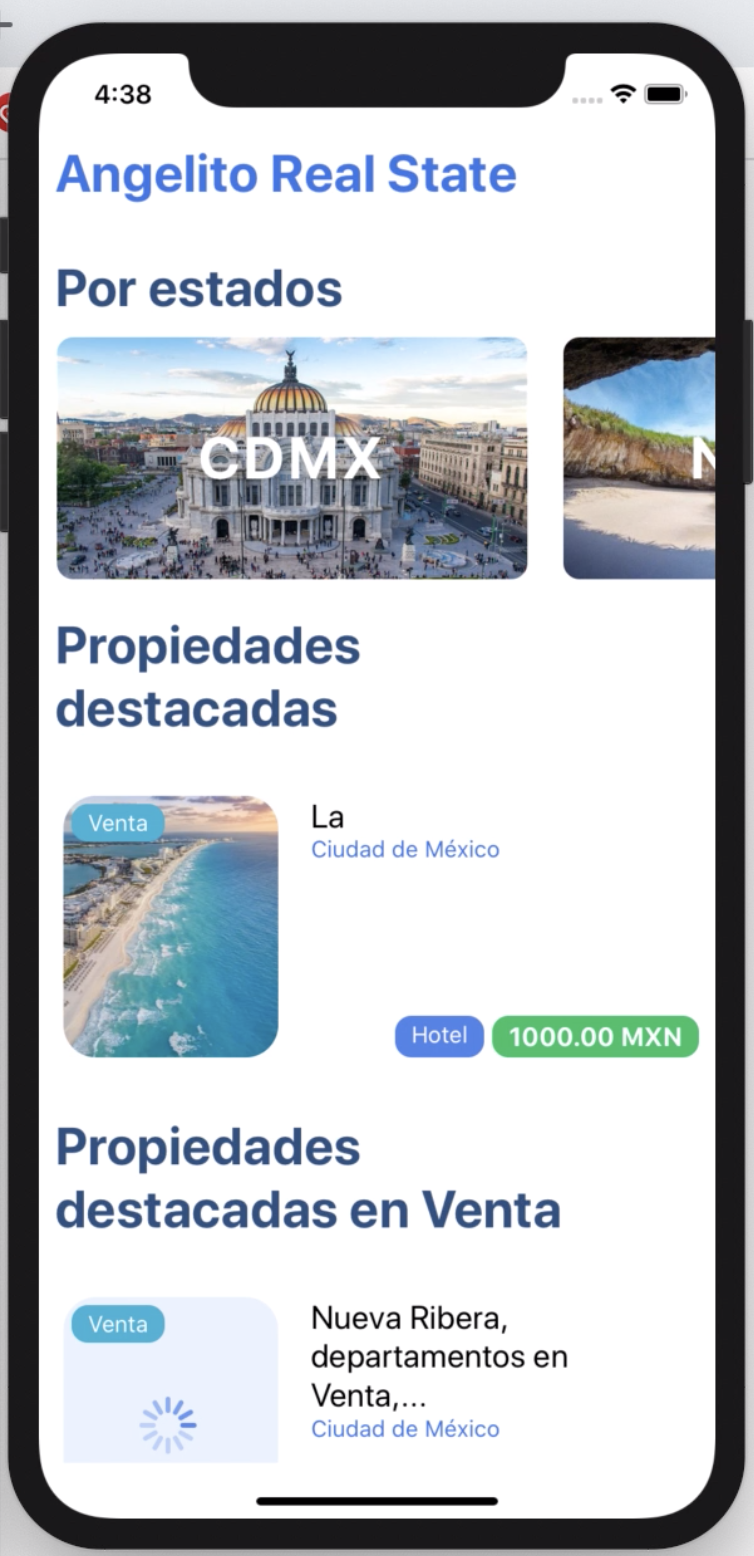 4:38
Angelito Real State
Por estados
CDMX
Propiedades
destacadas
Venta
La
Ciudad de México
Hotel
1000.00 MXN
Propiedades
destacadas en Venta
Venta
Nueva Ribera,
departamentos en
Venta,...
Ciudad de México